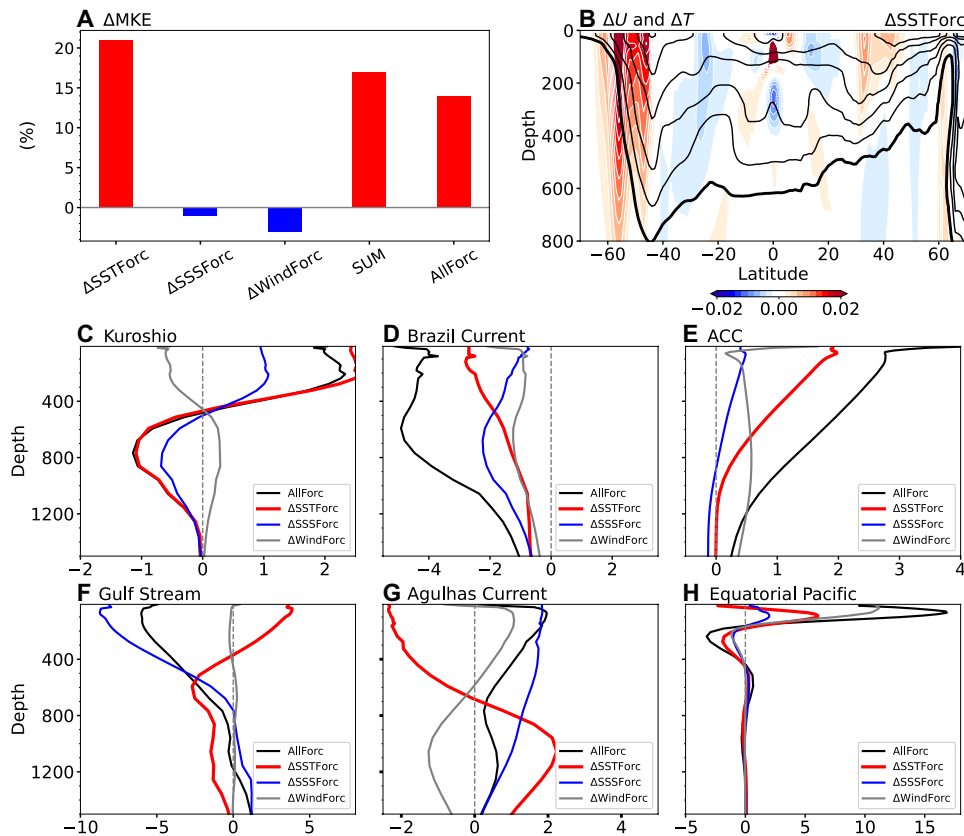 A ΔMKE
(%)
20
15
10
5
0
ΔSSTForc
ΔSSSForc
ΔWindForc
SUM
AllForc
B ΔU and ΔT
ΔSSTForc
Depth
0
200
400
600
800
−60 −40 −20 0 20 40 60
Latitude
−0.02 0.00 0.02
C Kuroshio
Depth
400
800
1200
AllForc
ΔSSTForc
ΔSSSForc
ΔWindForc
−2 −1 0 1 2
D Brazil Current
AllForc
ΔSSTForc
ΔSSSForc
ΔWindForc
−4 −2 0 2
E ACC
AllForc
ΔSSTForc
ΔSSSForc
ΔWindForc
0 1 2 3 4
F Gulf Stream
Depth
400
800
1200
AllForc
ΔSSTForc
ΔSSSForc
ΔWindForc
−10 −5 0 5
G Agulhas Current
AllForc
ΔSSTForc
ΔSSSForc
ΔWindForc
−2 0 2 4
H Equatorial Pacific
AllForc
ΔSSTForc
ΔSSSForc
ΔWindForc
−5 0 5 10 15